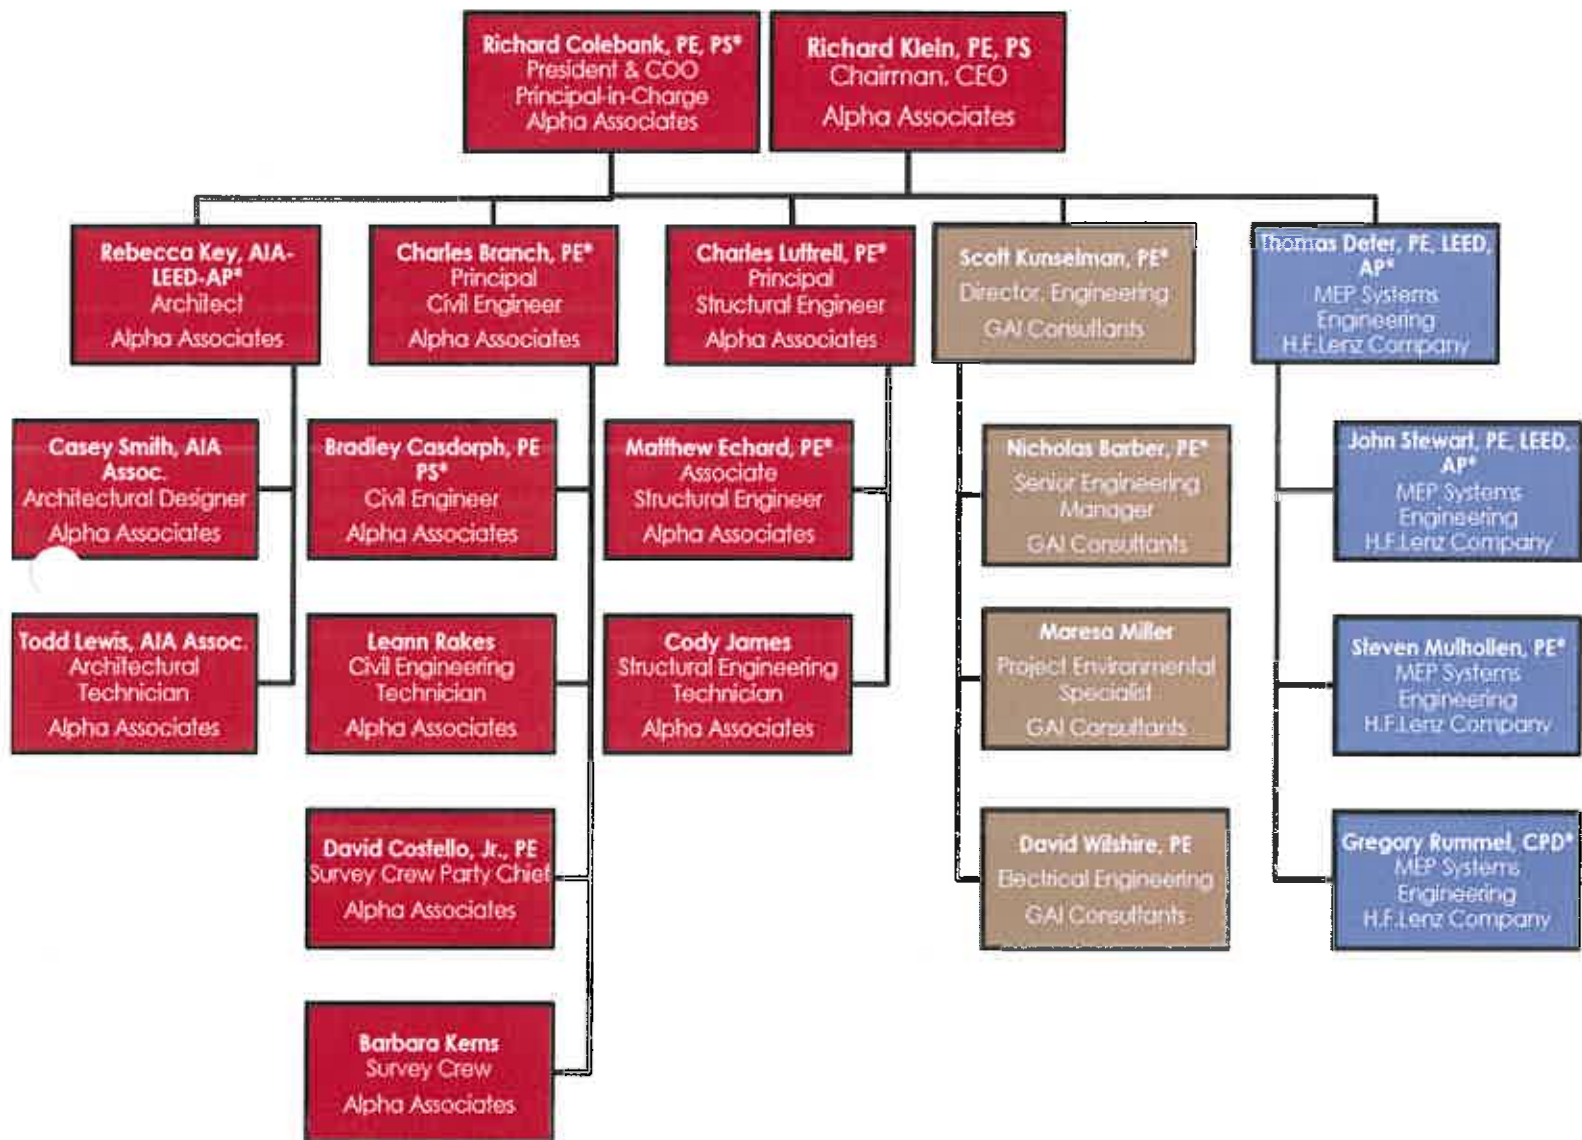 Richard Colebank, PE, PS*
President & COO
Principal-in-Charge
Alpha Associates
Richard Klein, PE, PS
Chairman, CEO
Alpha Associates
Rebecca Key, AIA-
LEED-AP*
Architect
Alpha Associates
Charles Branch, PE*
Principal
Civil Engineer
Alpha Associates
Charles Luttrell, PE*
Principal
Structural Engineer
Alpha Associates
Scott Kunselman, PE*
Director, Engineering
GAI Consultants
Thomas Deter, PE, LEED,
AP*
MEP Systems
Engineering
H.F.Lenz Company
Casey Smith, AIA
Assoc.
Architectural Designer
Alpha Associates
Bradley Casdorph, PE
PS*
Civil Engineer
Alpha Associates
Matthew Echard, PE*
Associate
Structural Engineer
Alpha Associates
Nicholas Barber, PE*
Senior Engineering
Manager
GAI Consultants
John Stewart, PE, LEED,
AP*
MEP Systems
Engineering
H.F.Lenz Company
Todd Lewis, AIA Assoc.
Architectural
Technician
Alpha Associates
Leann Rakes
Civil Engineering
Technician
Alpha Associates
Cody James
Structural Engineering
Technician
Alpha Associates
Maresa Miller
Project Environmental
Specialist
GAI Consultants
Steven Mulhollen, PE*
MEP Systems
Engineering
H.F.Lenz Company
David Costello, Jr., PE
Survey Crew Party Chief
Alpha Associates
David Wilshire, PE
Electrical Engineering
GAI Consultants
Gregory Rummel, CPD*
MEP Systems
Engineering
H.F.Lenz Company
Barbara Kerns
Survey Crew
Alpha Associates